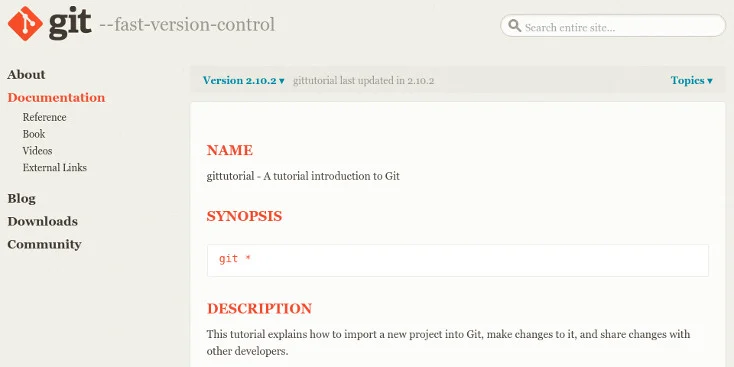 git --fast-version-control
Search entire site...
About
Documentation
Reference
Book
Videos
External Links
Blog
Downloads
Community
Version 2.10.2 ▾ gittutorial last updated in 2.10.2
Topics ▾
NAME
gittutorial - A tutorial introduction to Git
SYNOPSIS
git *
DESCRIPTION
This tutorial explains how to import a new project into Git, make changes to it, and share changes with
other developers.